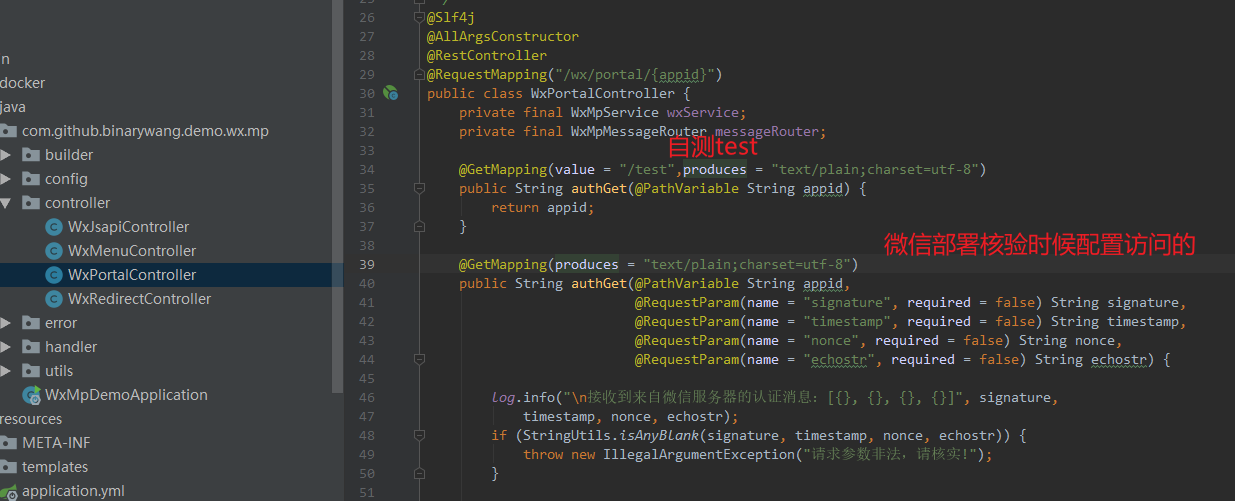 n
docker
java
com.github.binarywang.demo.wx.mp
builder
config
controller
WxJsapiController
WxMenuController
WxPortalController
WxRedirectController
error
handler
utils
WxMpDemoApplication
resources
META-INF
templates
application.yml
26 @Slf4j
27 @AllArgsConstructor
28 @RestController
29 @RequestMapping("/wx/portal/{appid}")
30 public class WxPortalController {
31 private final WxMpService wxService;
32 private final WxMpMessageRouter messageRouter;
33
自测test
34 @GetMapping(value = "/test",produces = "text/plain;charset=utf-8")
35 public String authGet(@PathVariable String appid) {
36 return appid;
37 }
38
微信部署核验时候配置访问的
39 @GetMapping(produces = "text/plain;charset=utf-8")
40 public String authGet(@PathVariable String appid,
41 @RequestParam(name = "signature", required = false) String signature,
42 @RequestParam(name = "timestamp", required = false) String timestamp,
43 @RequestParam(name = "nonce", required = false) String nonce,
44 @RequestParam(name = "echostr", required = false) String echostr) {
45
46 log.info("\n接收到来自微信服务器的认证消息：[{}, {}, {}, {}]", signature,
47 timestamp, nonce, echostr);
48 if (StringUtils.isAnyBlank(signature, timestamp, nonce, echostr)) {
49 throw new IllegalArgumentException("请求参数非法，请核实!");
50 }
51